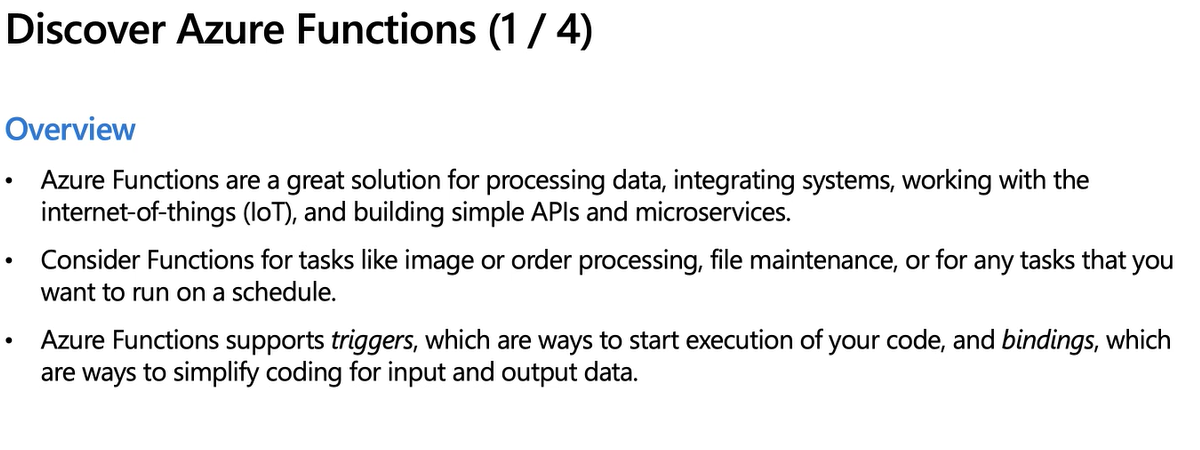 Discover Azure Functions (1 / 4)
Overview
• Azure Functions are a great solution for processing data, integrating systems, working with the
internet-of-things (IoT), and building simple APIs and microservices.
• Consider Functions for tasks like image or order processing, file maintenance, or for any tasks that you
want to run on a schedule.
• Azure Functions supports triggers, which are ways to start execution of your code, and bindings, which
are ways to simplify coding for input and output data.